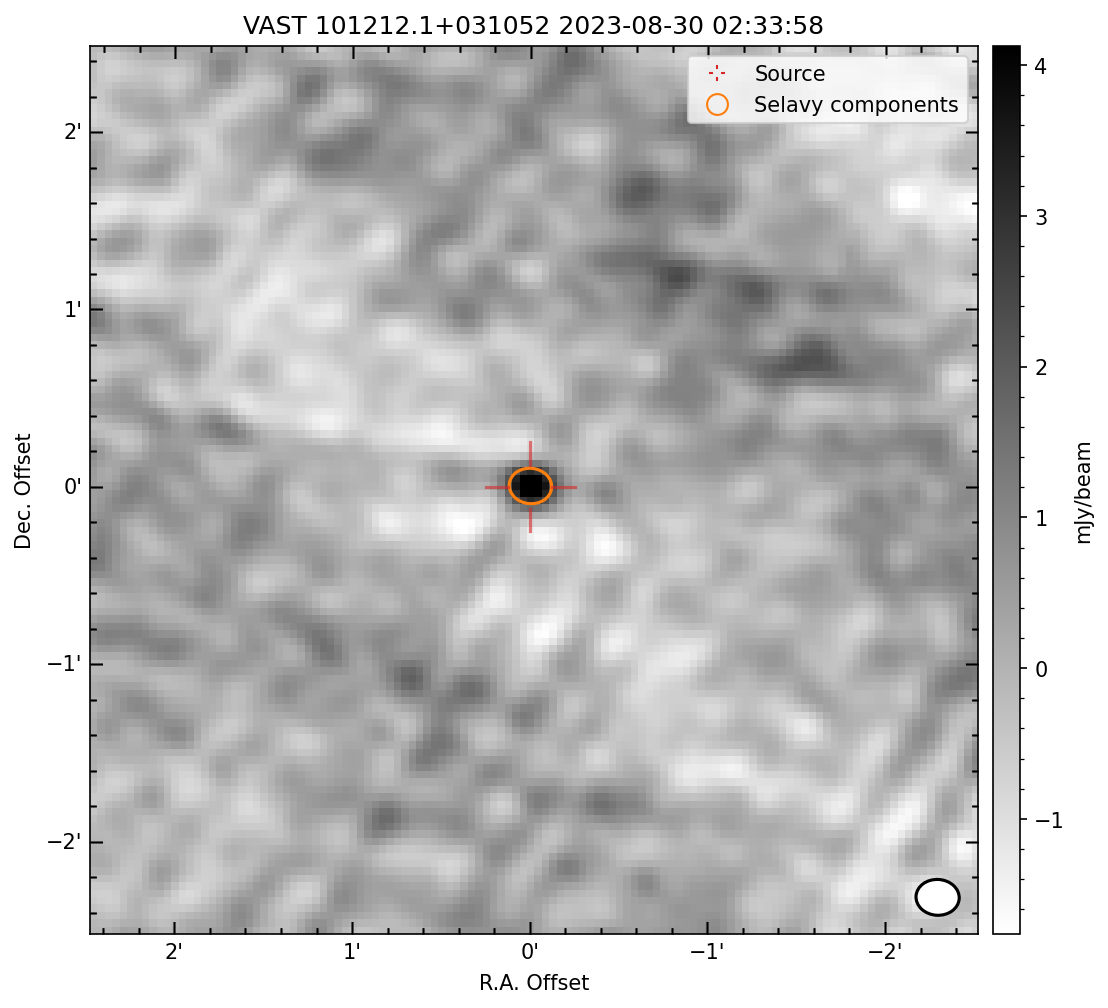 VAST 101212.1+031052 2023-08-30 02:33:58
Source
Selavy components
2'
1'
0'
−1'
−2'
Dec. Offset
2'
1'
0'
−1'
−2'
R.A. Offset
4
3
2
1
0
−1
mJy/beam